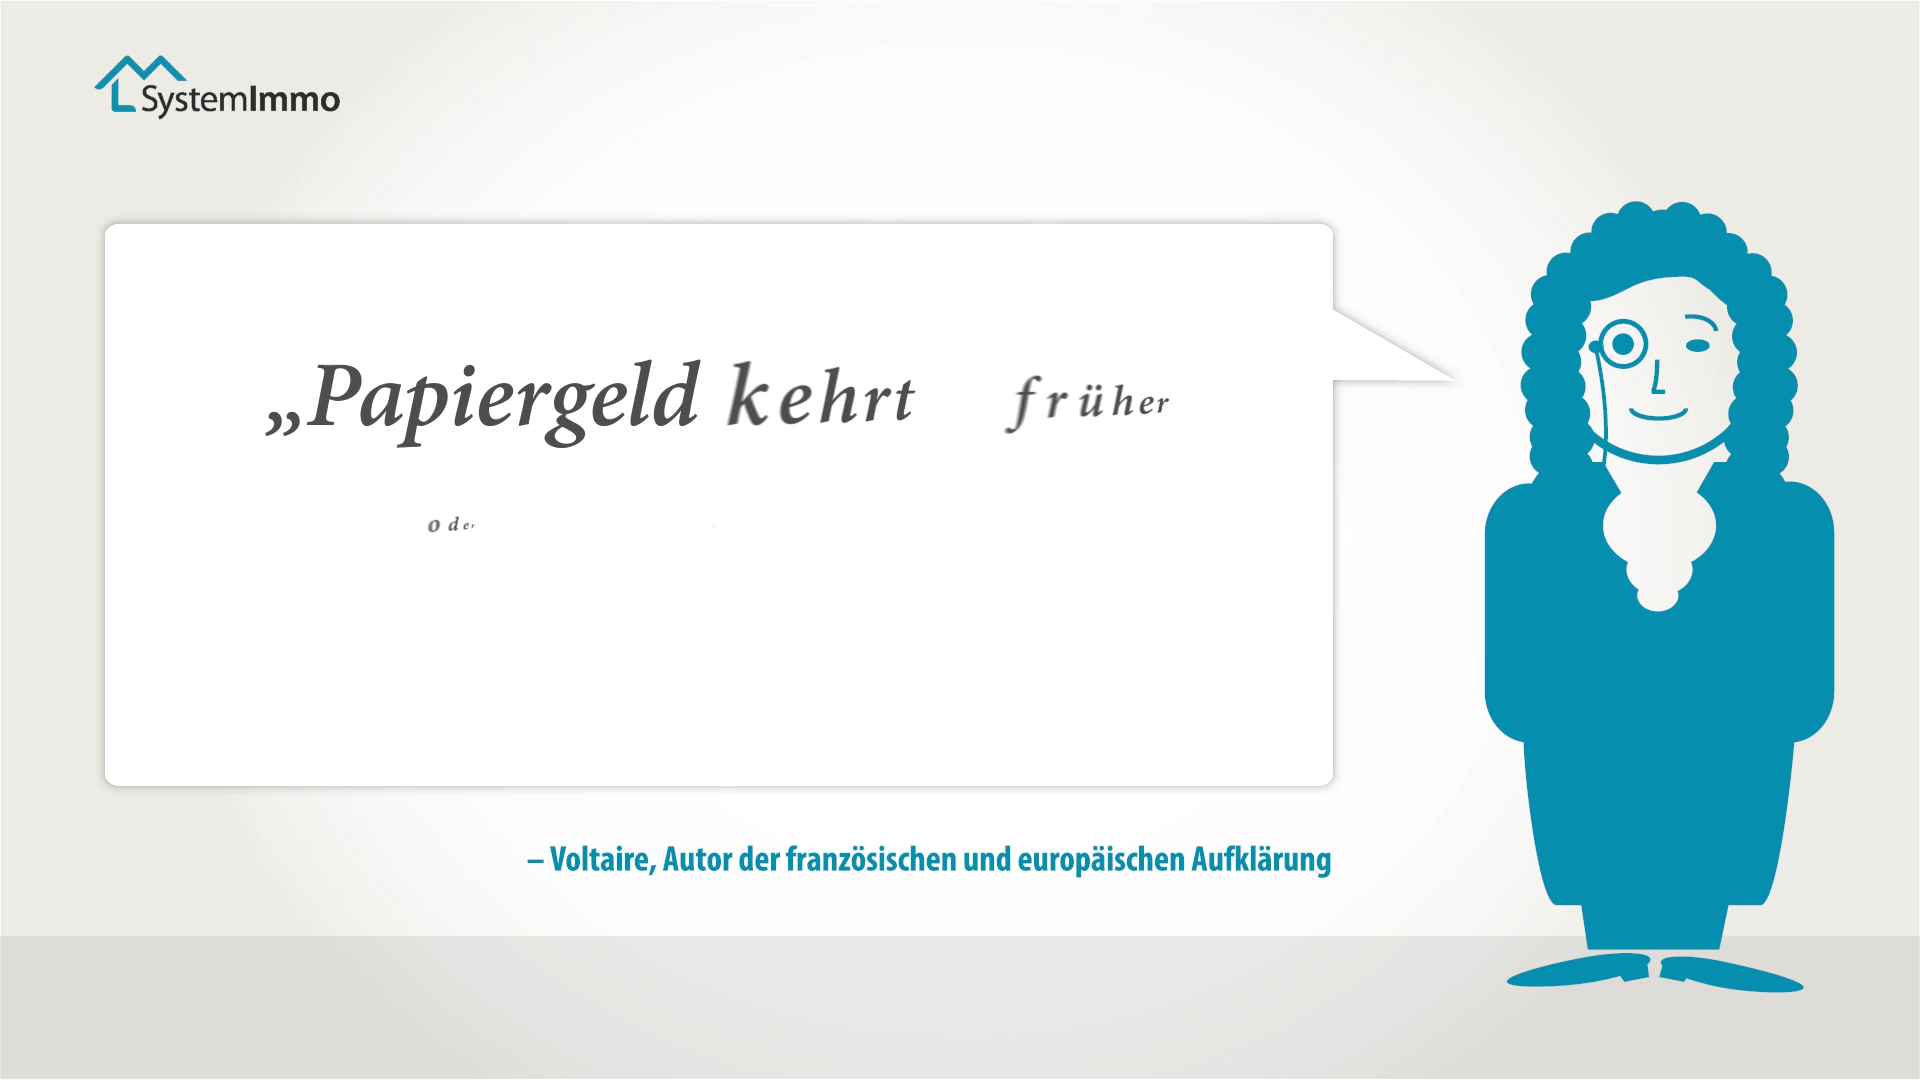 SystemImmo
„Papiergeld kehrt früher
oder
– Voltaire, Autor der französischen und europäischen Aufklärung